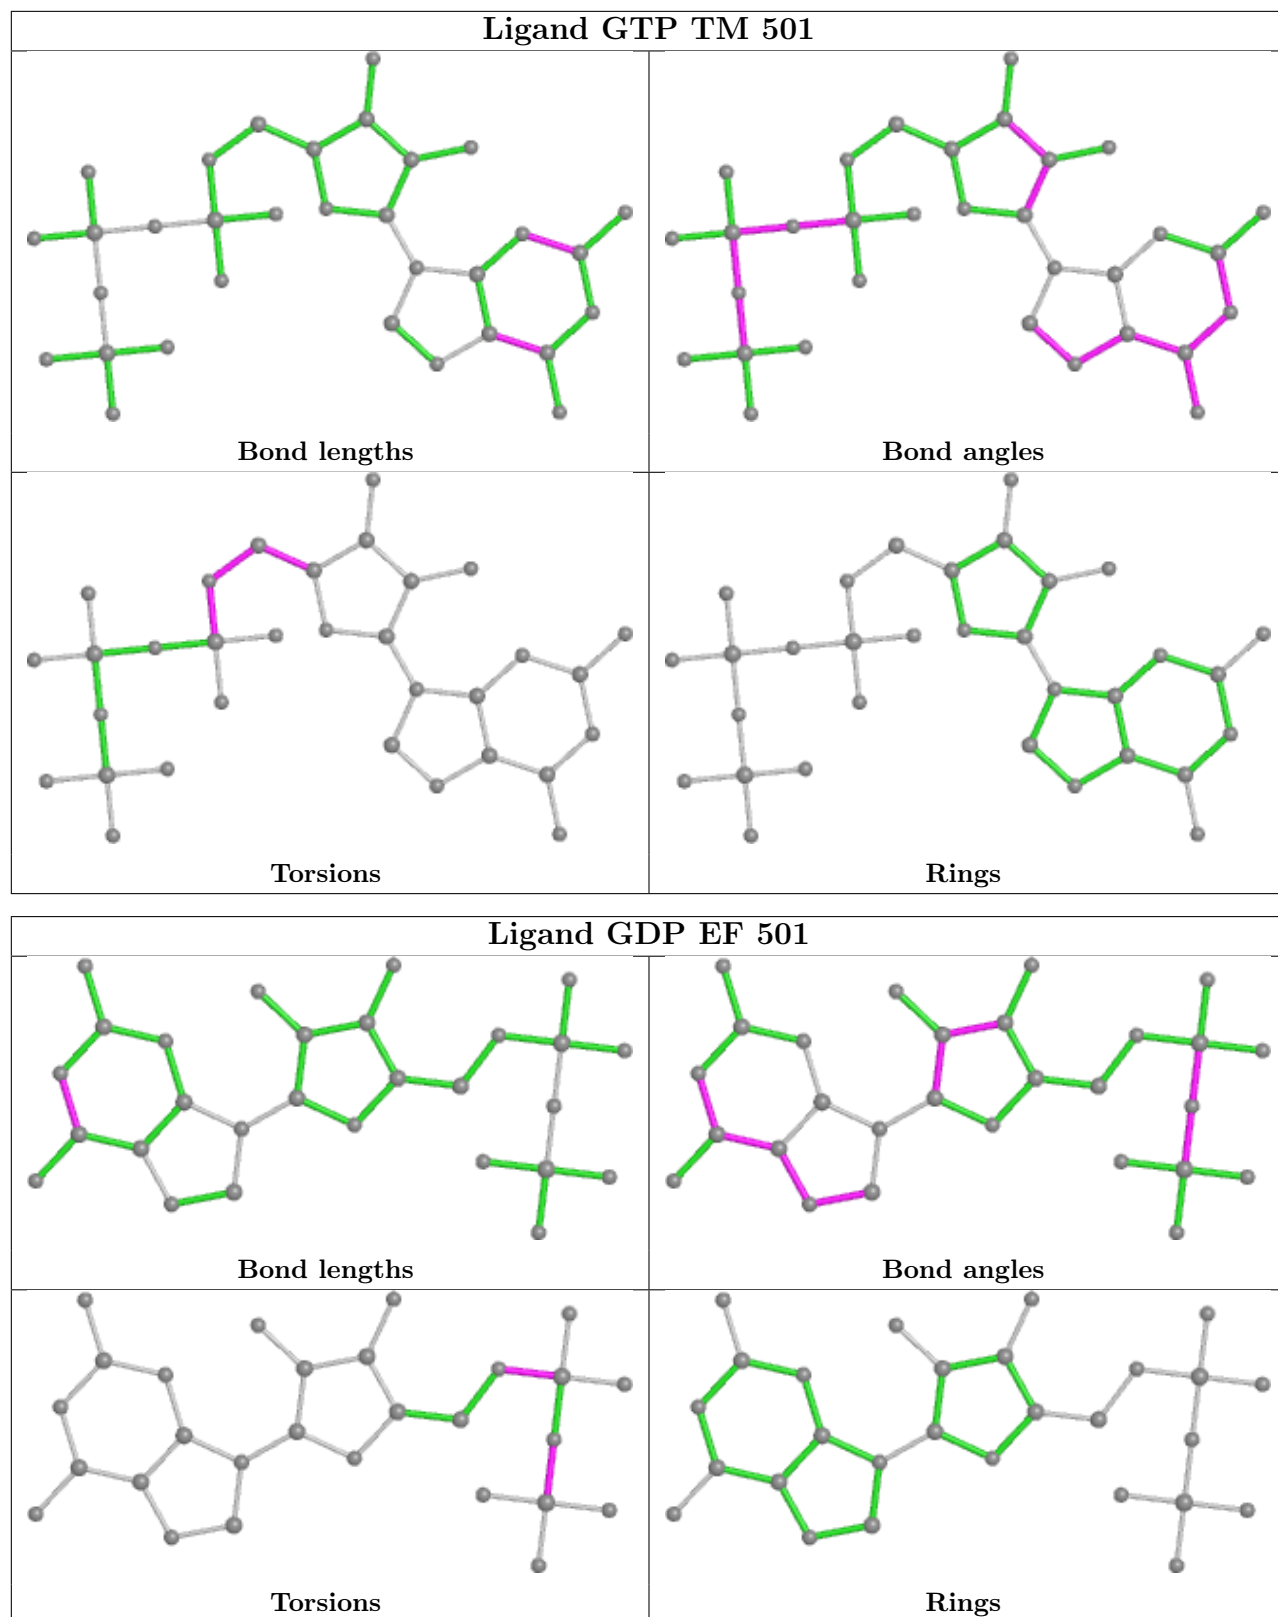 Ligand GTP TM 501
Bond lengths
Bond angles
Torsions
Rings
Ligand GDP EF 501
Bond lengths
Bond angles
Torsions
Rings